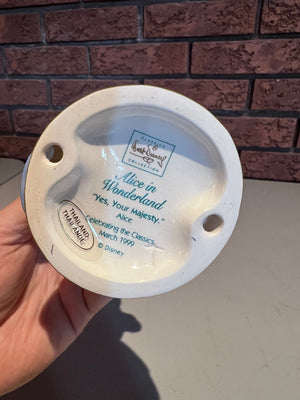 CLASSICS
Walt Disney
COLLECTION
Alice in
Wonderland
"Yes, Your Majesty."
Alice
Celebrating the Classics
March 1999
© Disney
THAILAND
THAILANDE